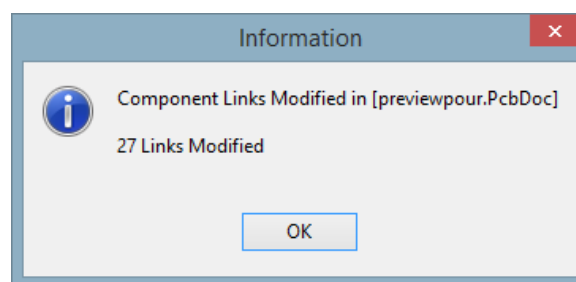 Information
Component Links Modified in [previewpour.PcbDoc]
27 Links Modified
OK